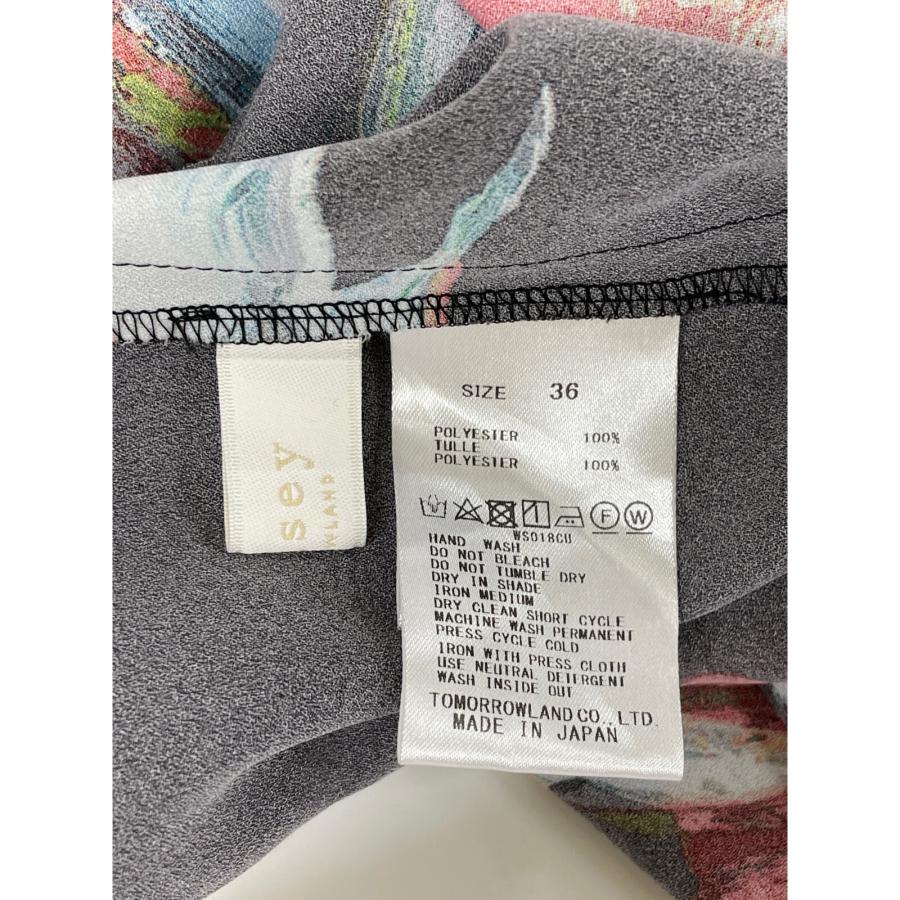 sey
SIZE 36
POLYESTER 100%
TULLE
POLYESTER 100%
F W
WS018CU
HAND WASH
DO NOT BLEACH
DO NOT TUMBLE DRY
DRY IN SHADE
IRON MEDIUM
DRY CLEAN SHORT CYCLE
MACHINE WASH PERMANENT
PRESS CYCLE COLD
IRON WITH PRESS CLOTH
USE NEUTRAL DETERGENT
WASH INSIDE OUT
TOMORROWLAND CO., LTD.
MADE IN JAPAN